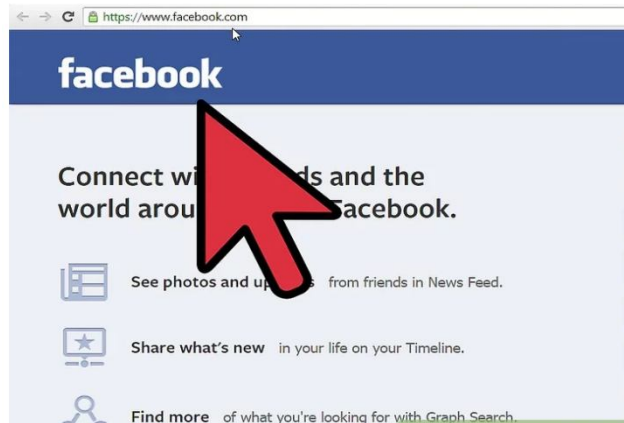 https://www.facebook.com
facebook
Connect wi ds and the
world arou Facebook.
See photos and up s from friends in News Feed.
Share what's new in your life on your Timeline.
Find more of what you're looking for with Graph Search.